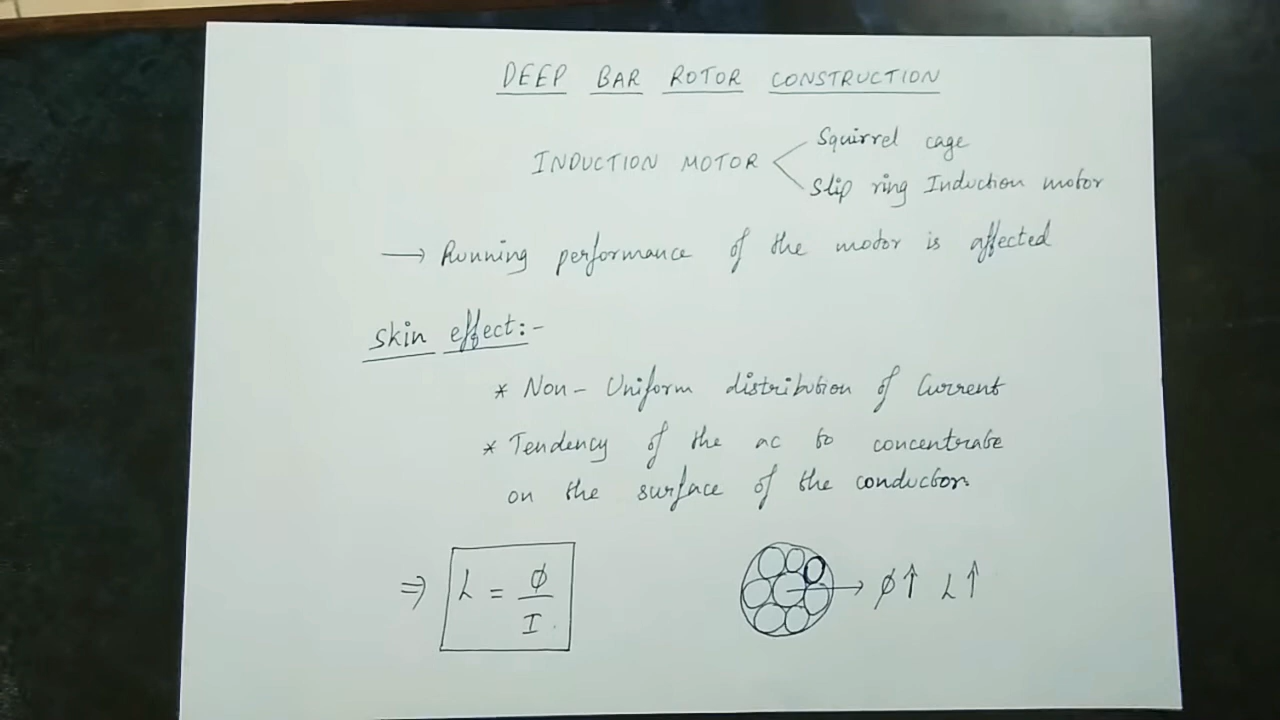 DEEP BAR ROTOR CONSTRUCTION
INDUCTION MOTOR
Squirrel cage
Slip ring Induction motor
→ Running performance of the motor is affected
Skin effect:-
* Non-Uniform distribution of Current
* Tendency of the ac to concentrate
on the surface of the conductor.
⇒ L = φ / I
→ φ↑ L↑